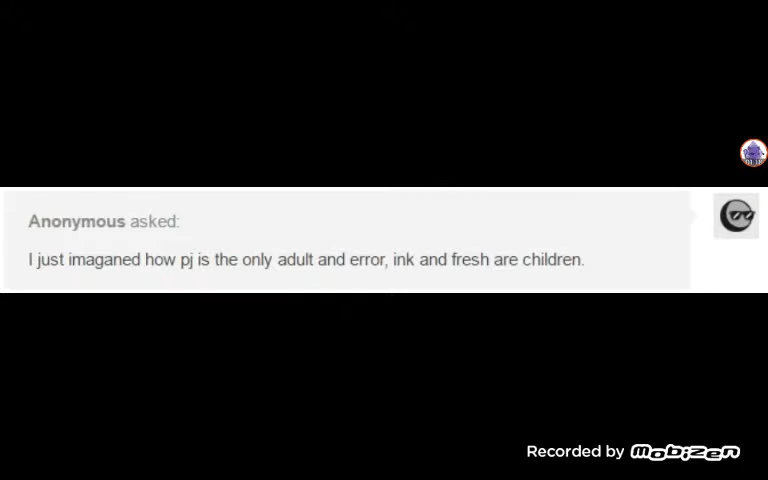 Anonymous asked:
I just imaganed how pj is the only adult and error, ink and fresh are children.
Recorded by Mobizen